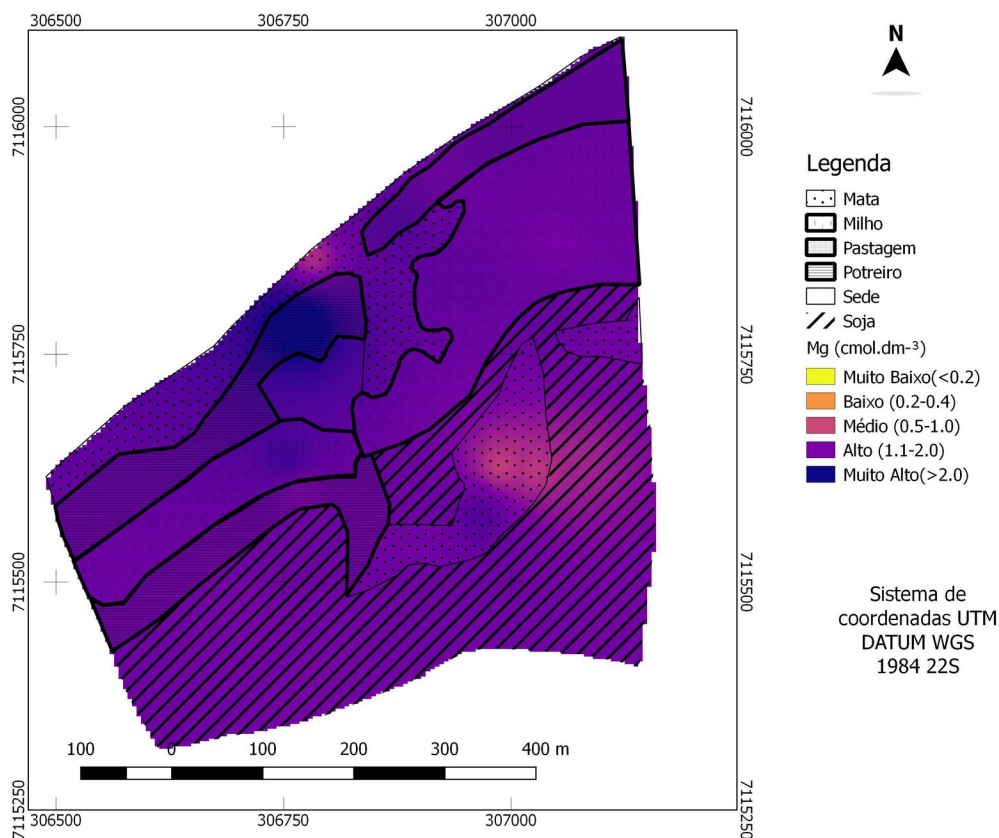 306500 306750 307000
7116000
7115750
7115500
7115250
7116000
7115750
7115500
7115250
100 0 100 200 300 400 m
306500 306750 307000
N
Legenda
Mata
Milho
Pastagem
Potreiro
Sede
Soja
Mg (cmol.dm-³)
Muito Baixo(<0.2)
Baixo (0.2-0.4)
Médio (0.5-1.0)
Alto (1.1-2.0)
Muito Alto(>2.0)
Sistema de
coordenadas UTM
DATUM WGS
1984 22S